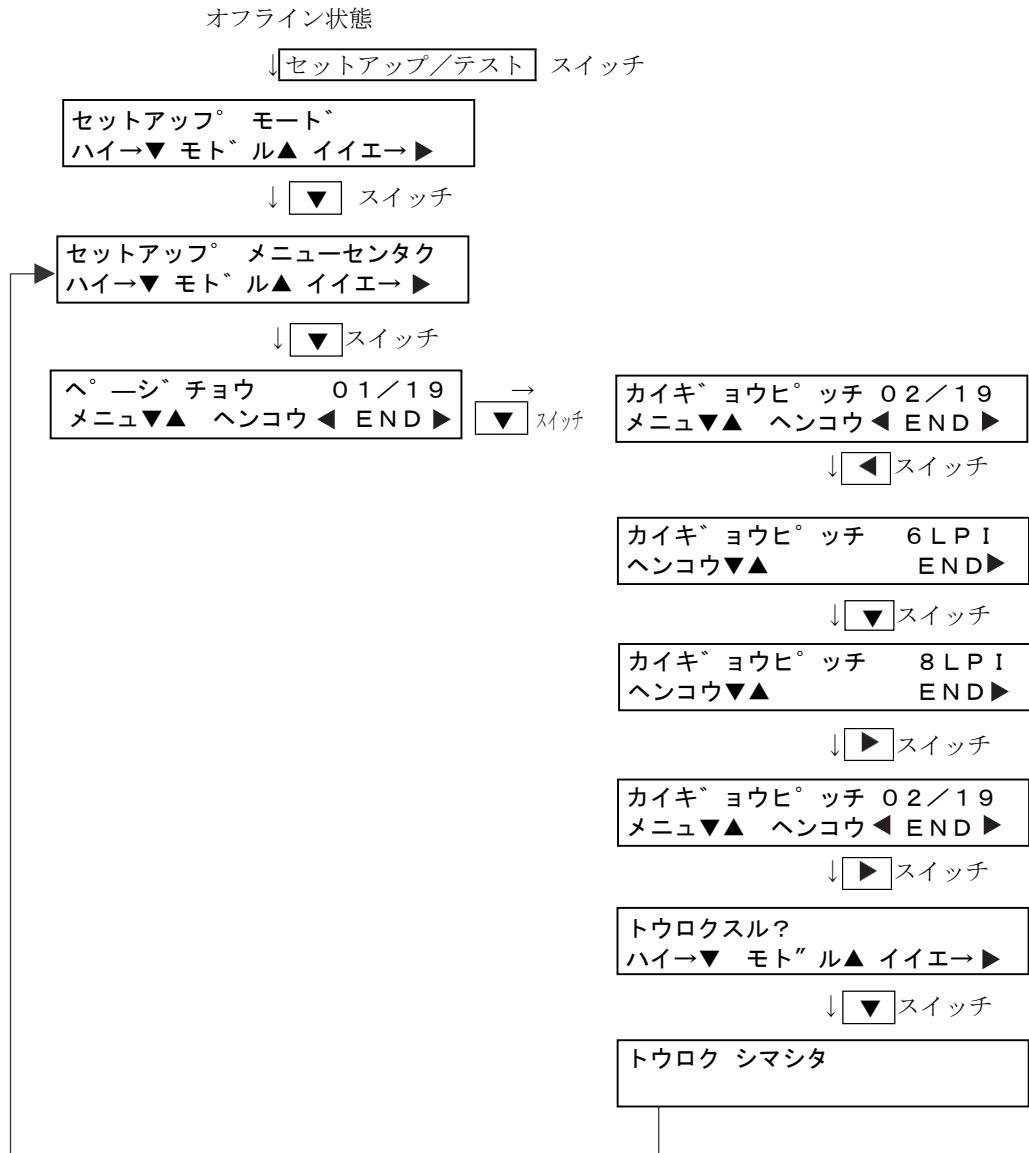 オフライン状態
↓セットアップ／テスト スイッチ
セットアップ゜ モード゛
ハイ→▼ モト゛ル▲ イイエ→▶
↓ ▼ スイッチ
セットアップ゜ メニューセンタク
ハイ→▼ モト゛ル▲ イイエ→▶
↓ ▼ スイッチ
ヘ゜―シ゛チョウ ０１／１９
メニュ▼▲ ヘンコウ◀ ＥＮＤ▶
→
▼ スイッチ
カイキ゛ョウヒ゜ッチ ０２／１９
メニュ▼▲ ヘンコウ◀ ＥＮＤ▶
↓ ◀ スイッチ
カイキ゛ョウヒ゜ッチ ６ＬＰＩ
ヘンコウ▼▲ ＥＮＤ▶
↓ ▼ スイッチ
カイキ゛ョウヒ゜ッチ ８ＬＰＩ
ヘンコウ▼▲ ＥＮＤ▶
↓ ▶ スイッチ
カイキ゛ョウヒ゜ッチ ０２／１９
メニュ▼▲ ヘンコウ◀ ＥＮＤ▶
↓ ▶ スイッチ
トウロクスル？
ハイ→▼ モト″ル▲ イイエ→▶
↓ ▼ スイッチ
トウロク シマシタ